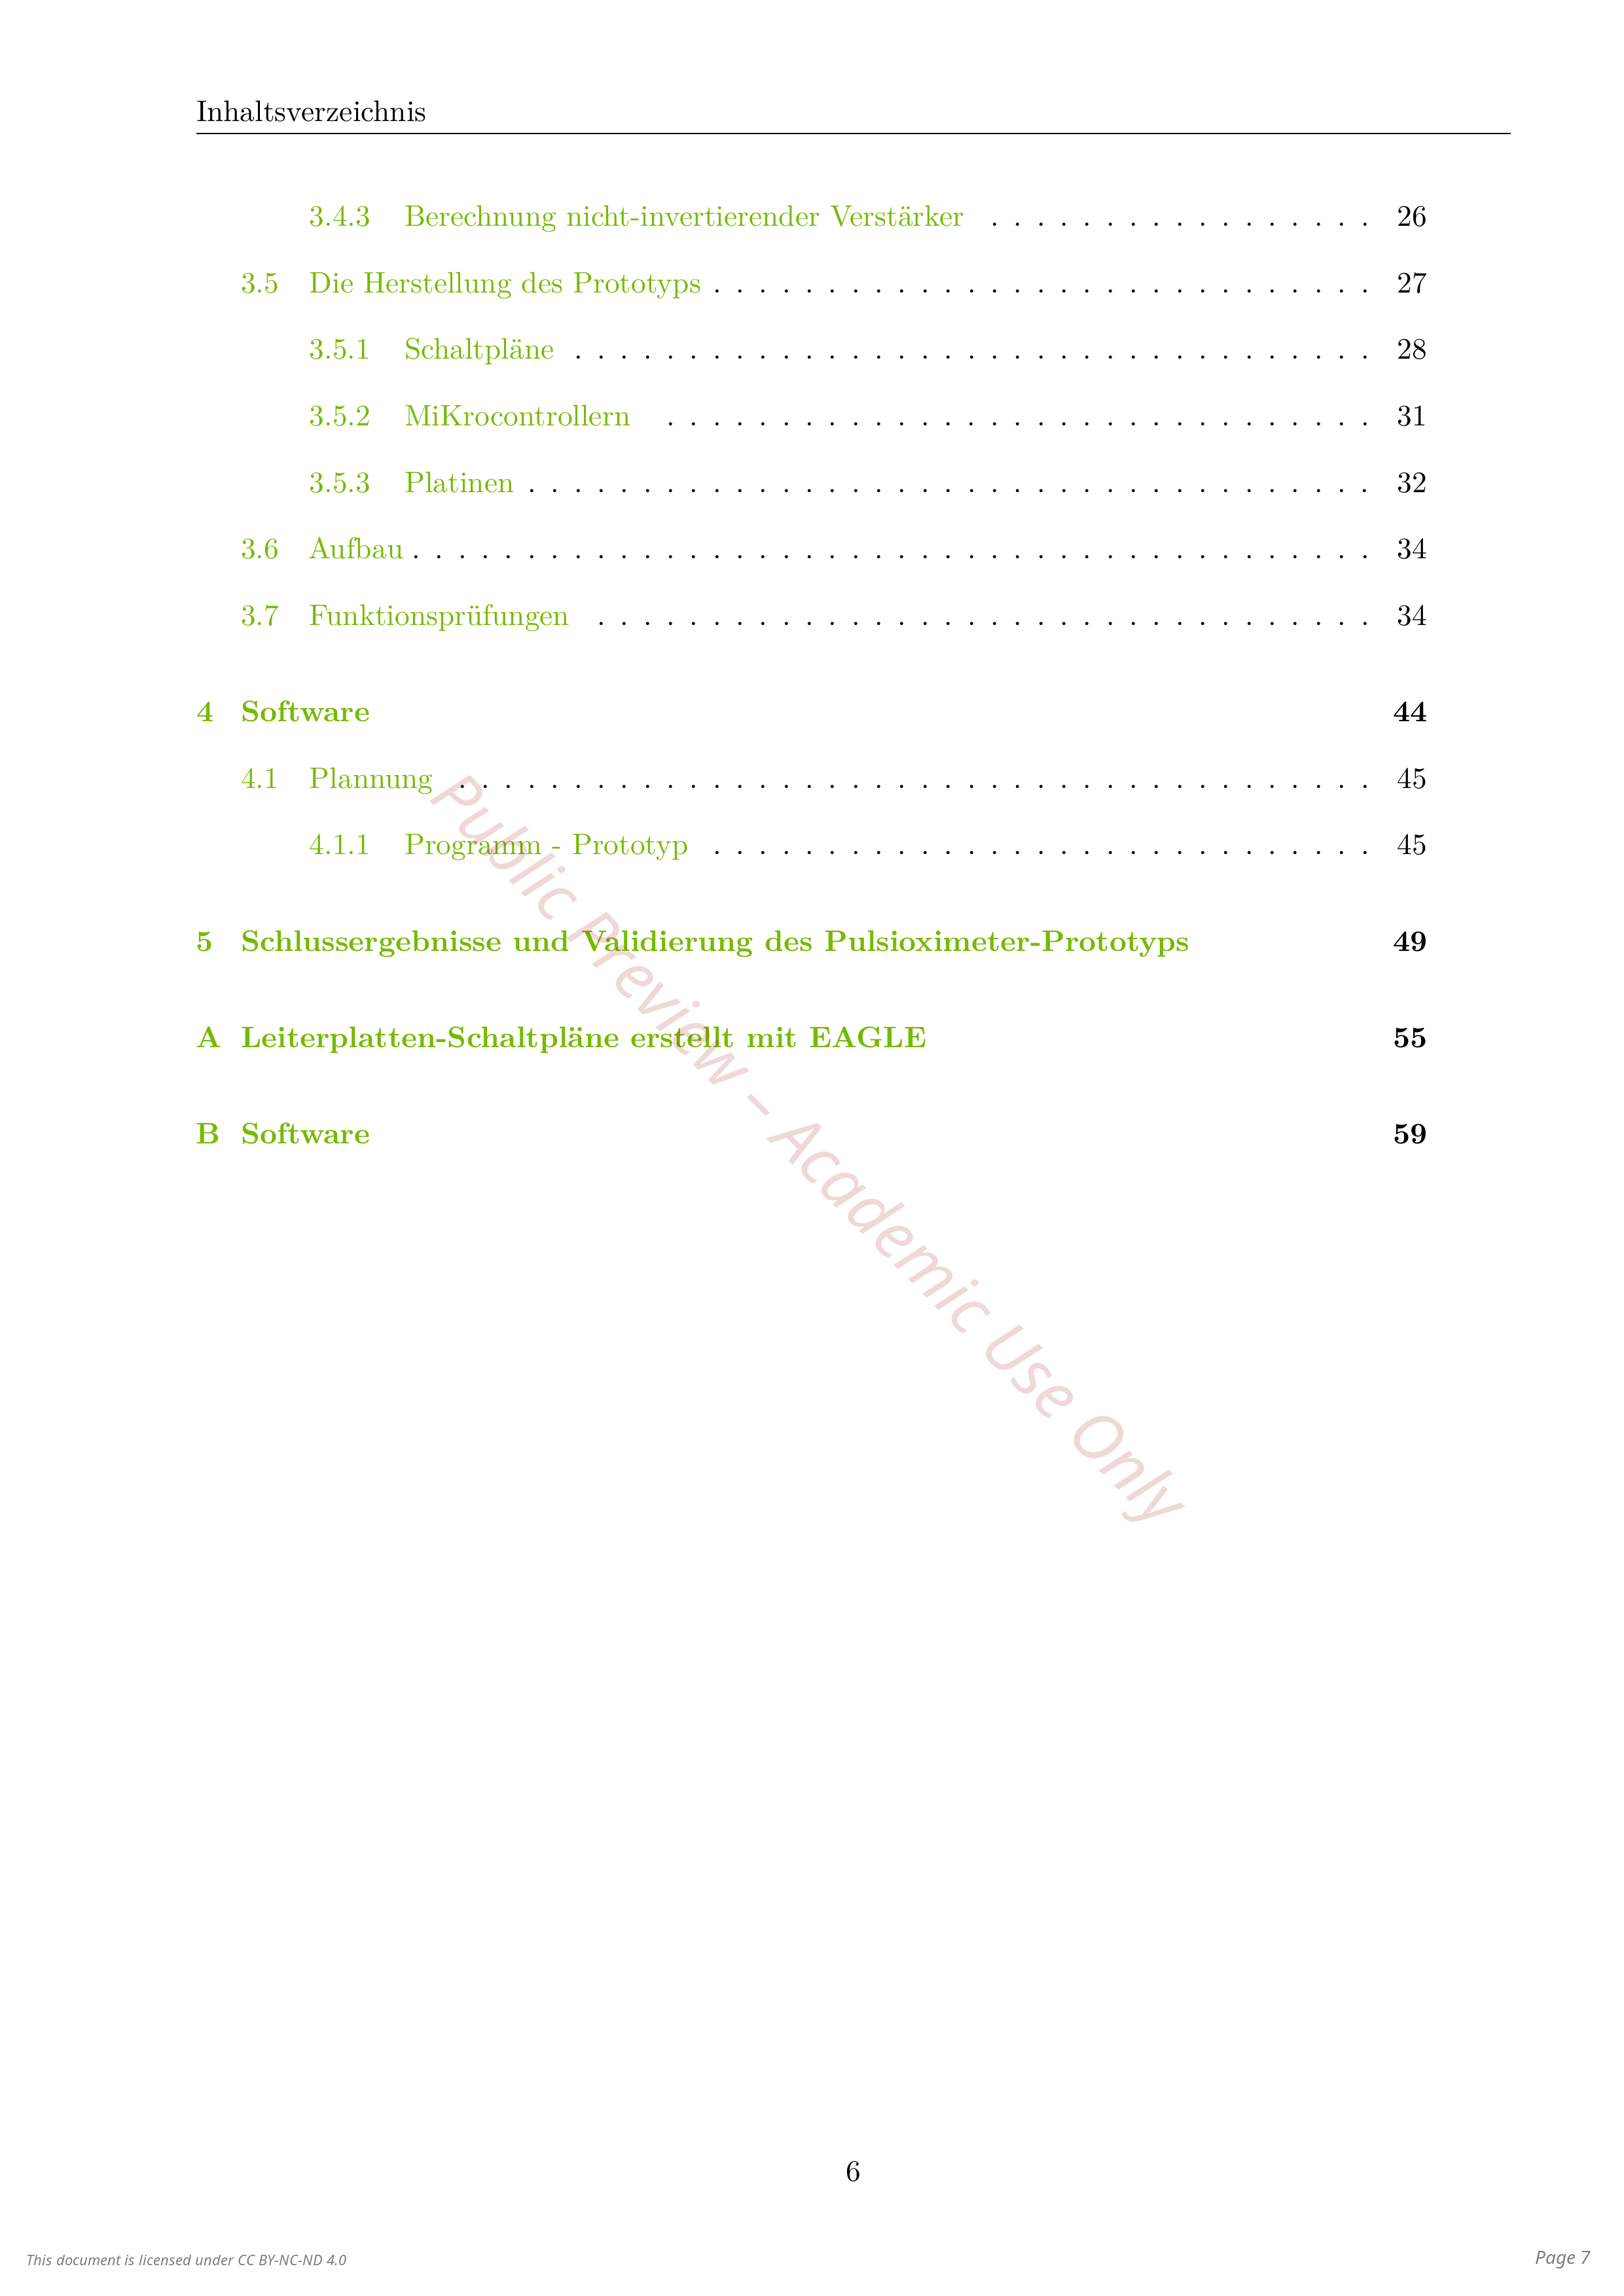 Inhaltsverzeichnis
3.4.3 Berechnung nicht-invertierender Verstärker . . . . . . . . . . . . . . . . . 26
3.5 Die Herstellung des Prototyps . . . . . . . . . . . . . . . . . . . . . . . . . . . . . 27
3.5.1 Schaltpläne . . . . . . . . . . . . . . . . . . . . . . . . . . . . . . . . . . . 28
3.5.2 MiKrocontrollern . . . . . . . . . . . . . . . . . . . . . . . . . . . . . . . 31
3.5.3 Platinen . . . . . . . . . . . . . . . . . . . . . . . . . . . . . . . . . . . . . 32
3.6 Aufbau . . . . . . . . . . . . . . . . . . . . . . . . . . . . . . . . . . . . . . . . . . 34
3.7 Funktionsprüfungen . . . . . . . . . . . . . . . . . . . . . . . . . . . . . . . . . . 34
4 Software 44
4.1 Plannung . . . . . . . . . . . . . . . . . . . . . . . . . . . . . . . . . . . . . . . . 45
4.1.1 Programm - Prototyp . . . . . . . . . . . . . . . . . . . . . . . . . . . . . 45
5 Schlussergebnisse und Validierung des Pulsioximeter-Prototyps 49
A Leiterplatten-Schaltpläne erstellt mit EAGLE 55
B Software 59
Public Preview – Academic Use Only
6
This document is licensed under CC BY-NC-ND 4.0
Page 7